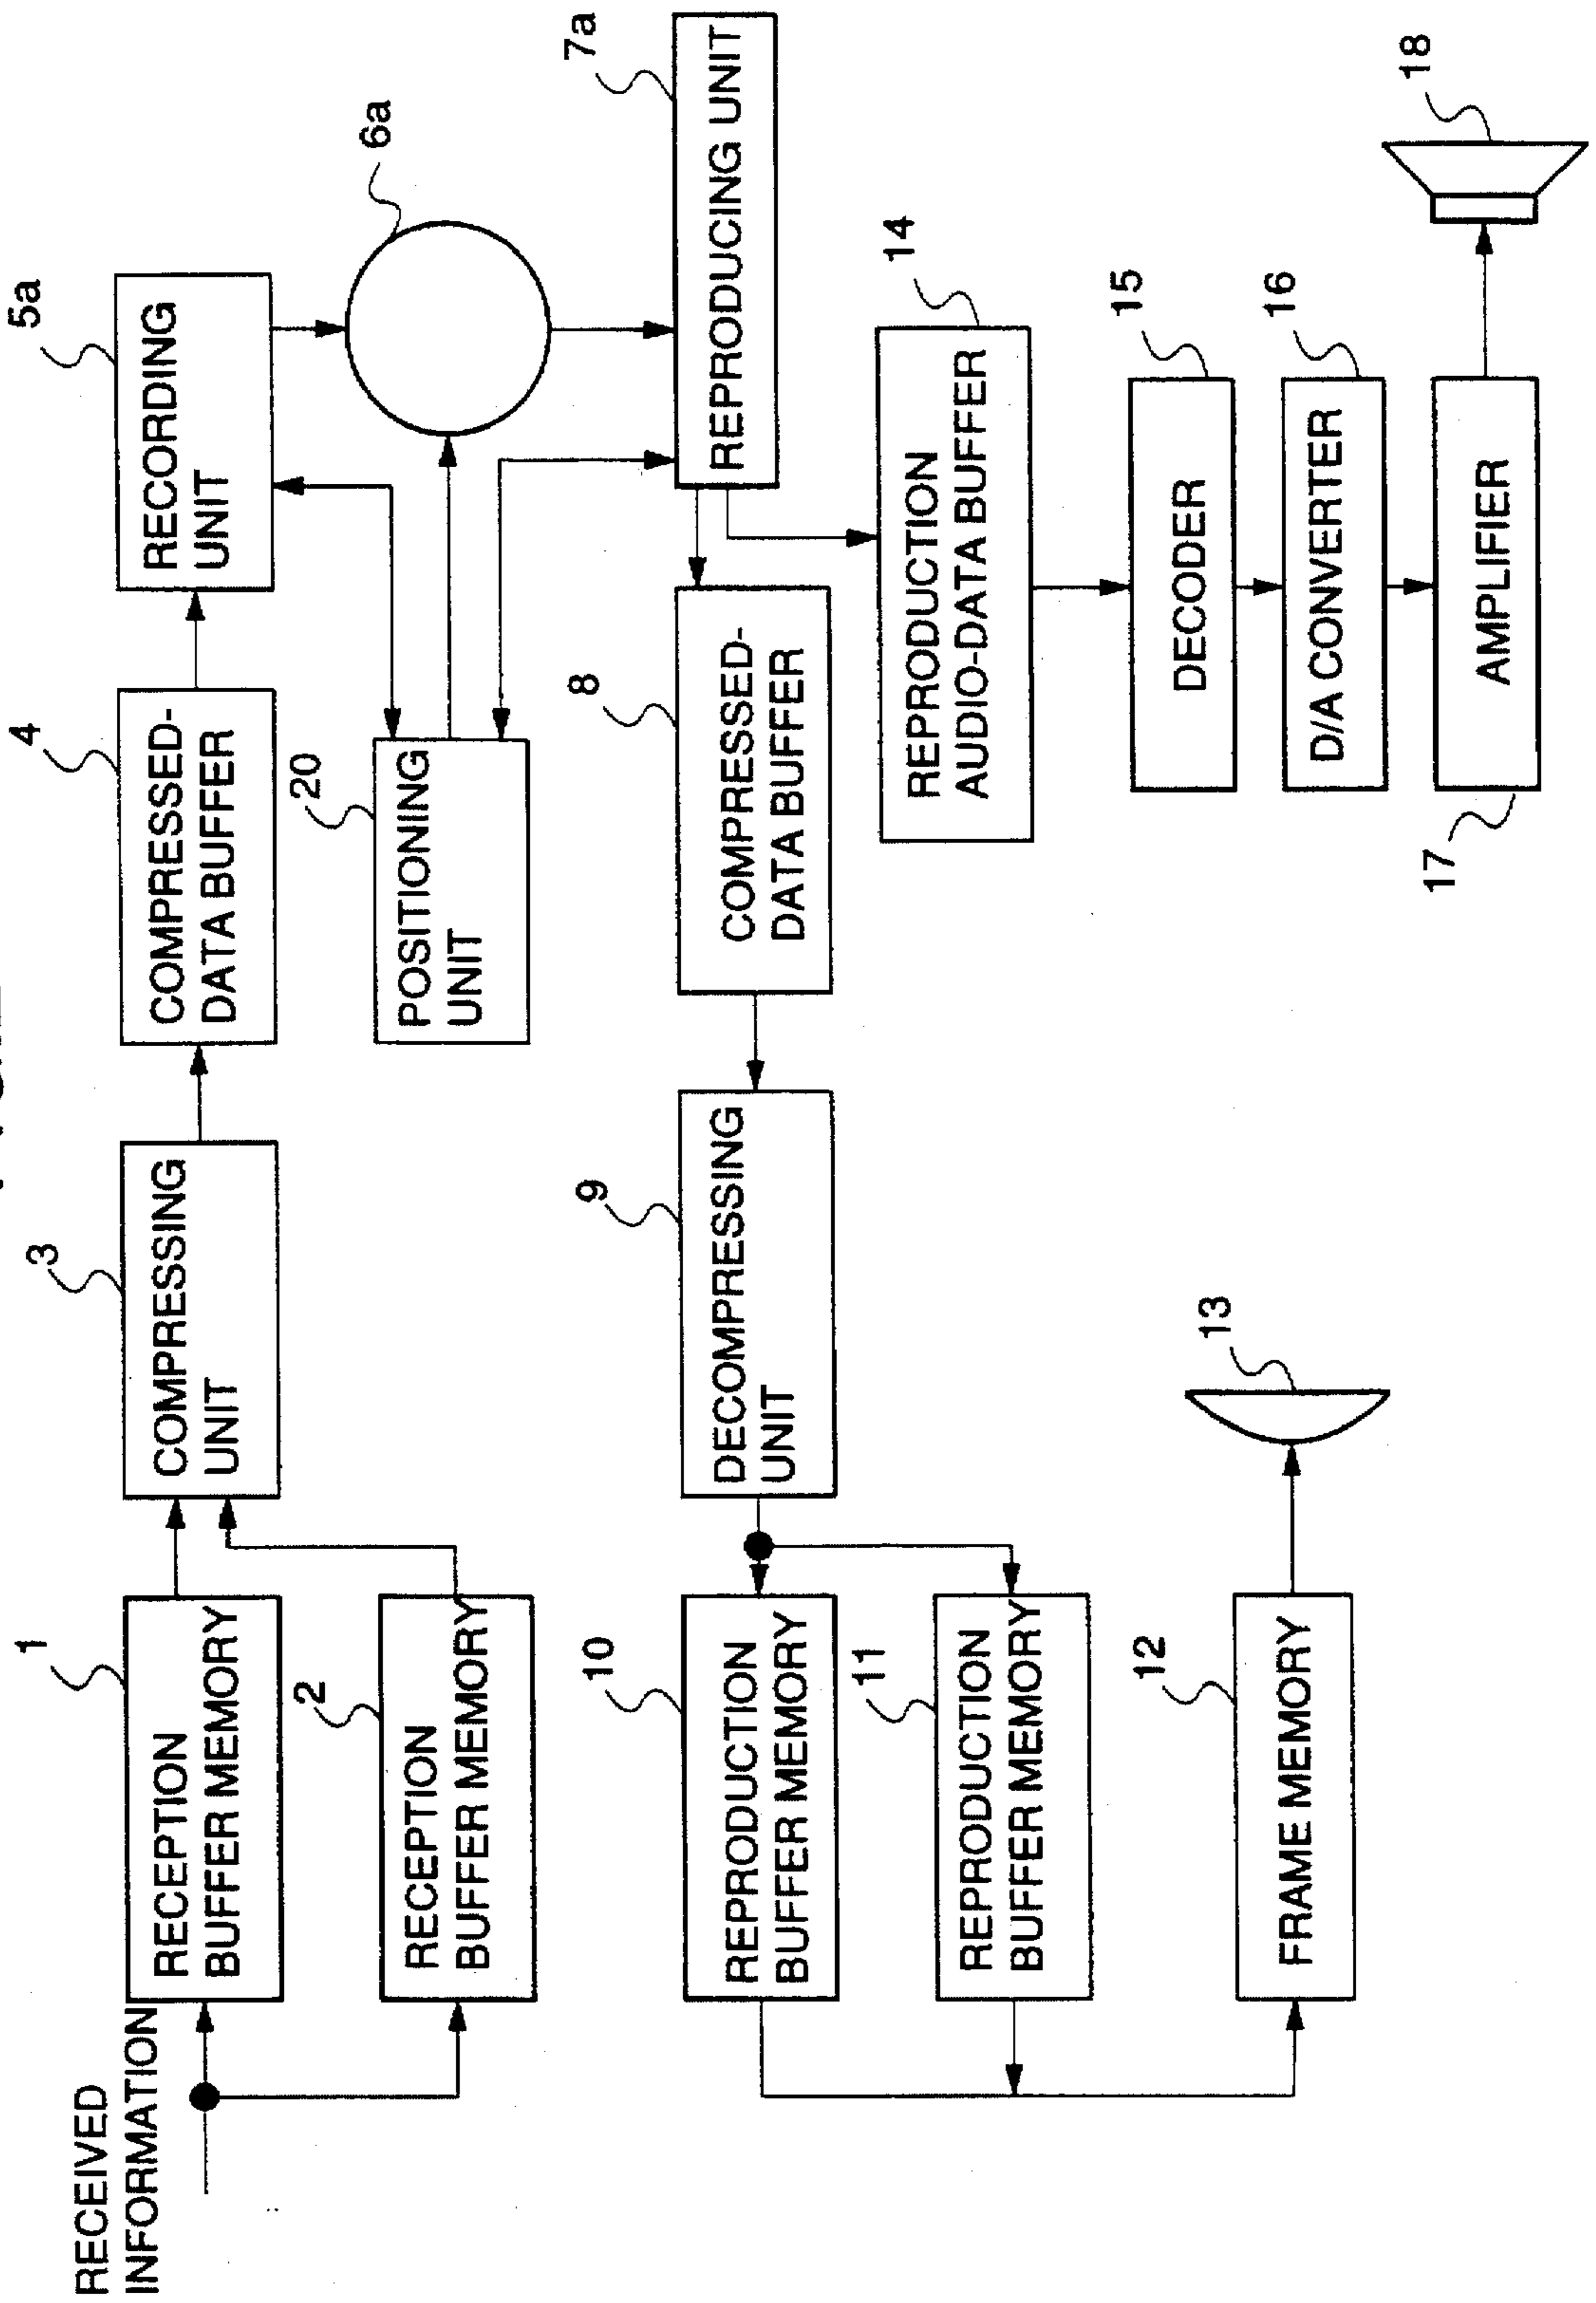 RECEIVED
INFORMATION
1
RECEPTION
BUFFER MEMORY
2
RECEPTION
BUFFER MEMORY
3
COMPRESSING
UNIT
4
COMPRESSED-
DATA BUFFER
20
POSITIONING
UNIT
5a
RECORDING
UNIT
6a
7a
REPRODUCING UNIT
8
COMPRESSED-
DATA BUFFER
9
DECOMPRESSING
UNIT
10
REPRODUCTION
BUFFER MEMORY
11
REPRODUCTION
BUFFER MEMORY
12
FRAME MEMORY
13
14
REPRODUCTION
AUDIO-DATA BUFFER
15
DECODER
16
D/A CONVERTER
17
AMPLIFIER
18